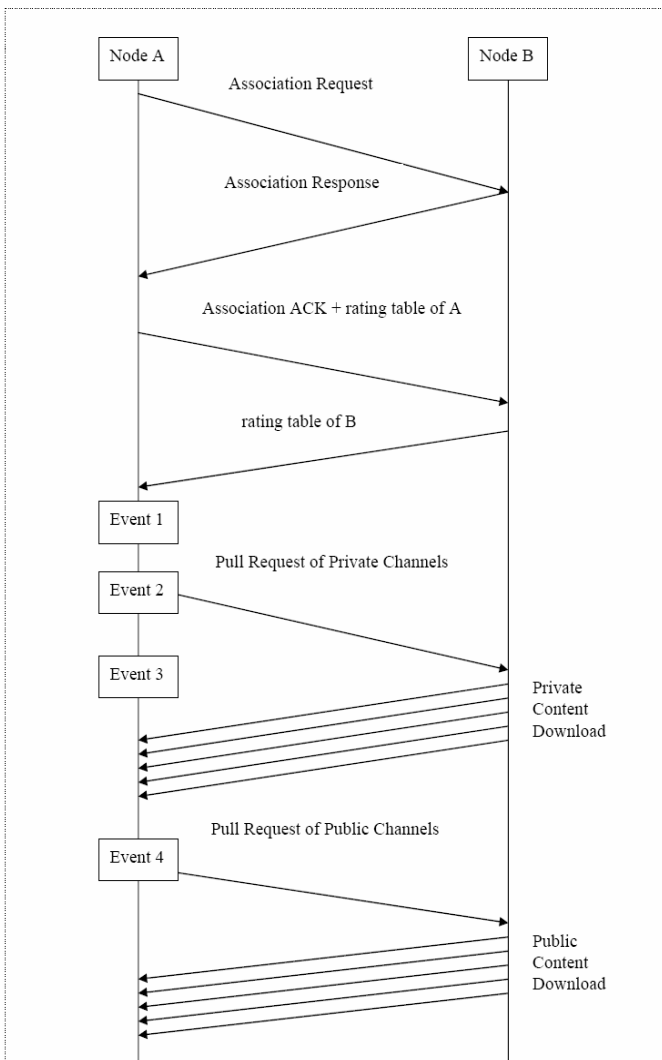 Node A
Node B
Association Request
Association Response
Association ACK + rating table of A
rating table of B
Event 1
Pull Request of Private Channels
Event 2
Event 3
Private
Content
Download
Pull Request of Public Channels
Event 4
Public
Content
Download